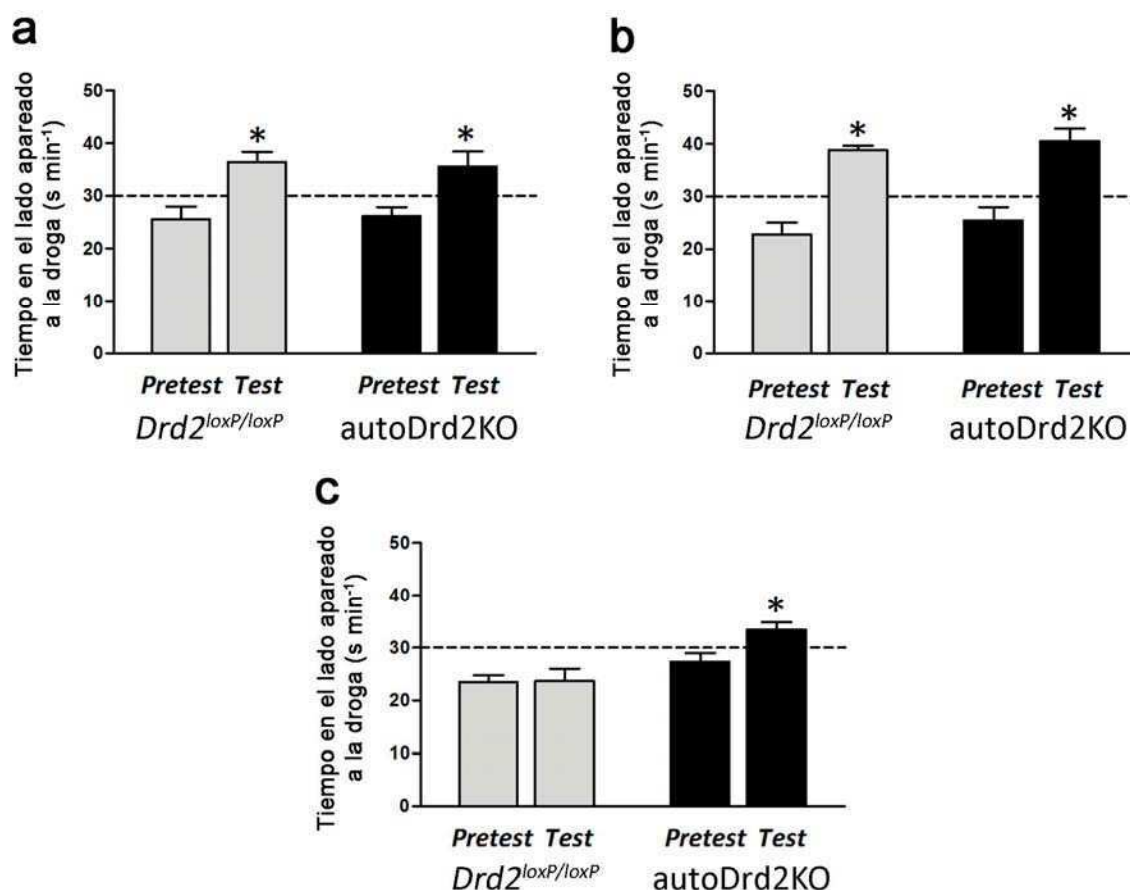 a
Tiempo en el lado apareado
a la droga (s min⁻¹)
50
40
30
20
10
0
*
*
Pretest Test
Pretest Test
Drd2loxP/loxP
autoDrd2KO
b
Tiempo en el lado apareado
a la droga (s min⁻¹)
50
40
30
20
10
0
*
*
Pretest Test
Pretest Test
Drd2loxP/loxP
autoDrd2KO
c
Tiempo en el lado apareado
a la droga (s min⁻¹)
50
40
30
20
10
0
*
Pretest Test
Pretest Test
Drd2loxP/loxP
autoDrd2KO